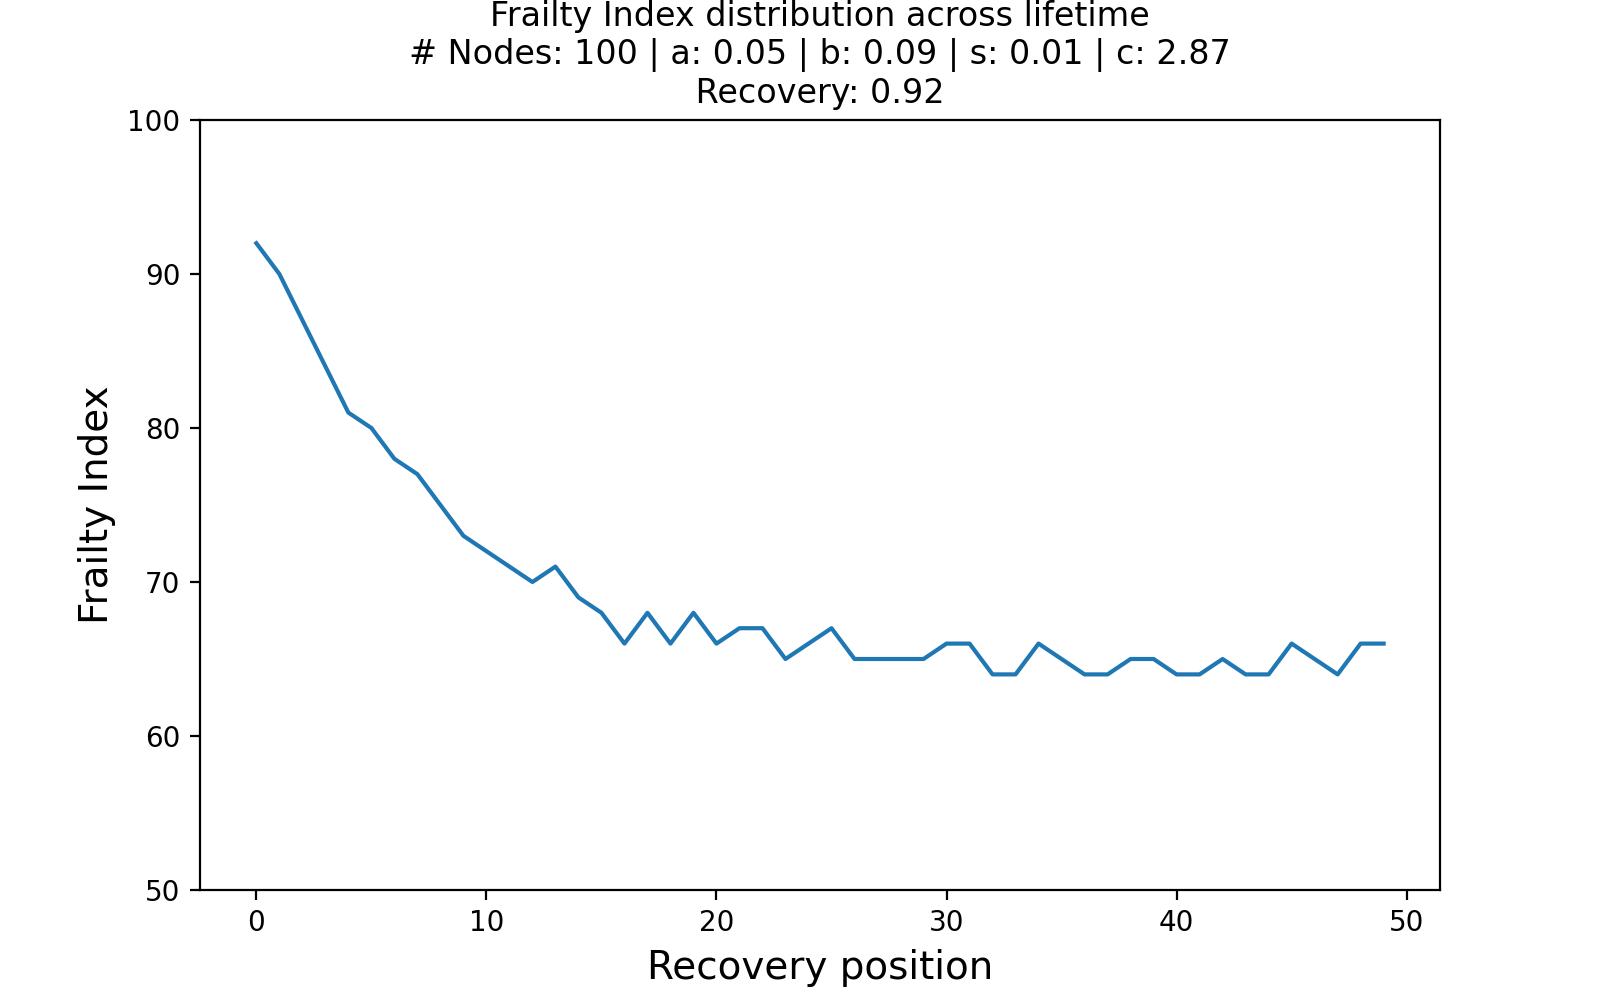 Frailty Index distribution across lifetime
# Nodes: 100 | a: 0.05 | b: 0.09 | s: 0.01 | c: 2.87
Recovery: 0.92
100
90
80
70
60
50
Frailty Index
0 10 20 30 40 50
Recovery position